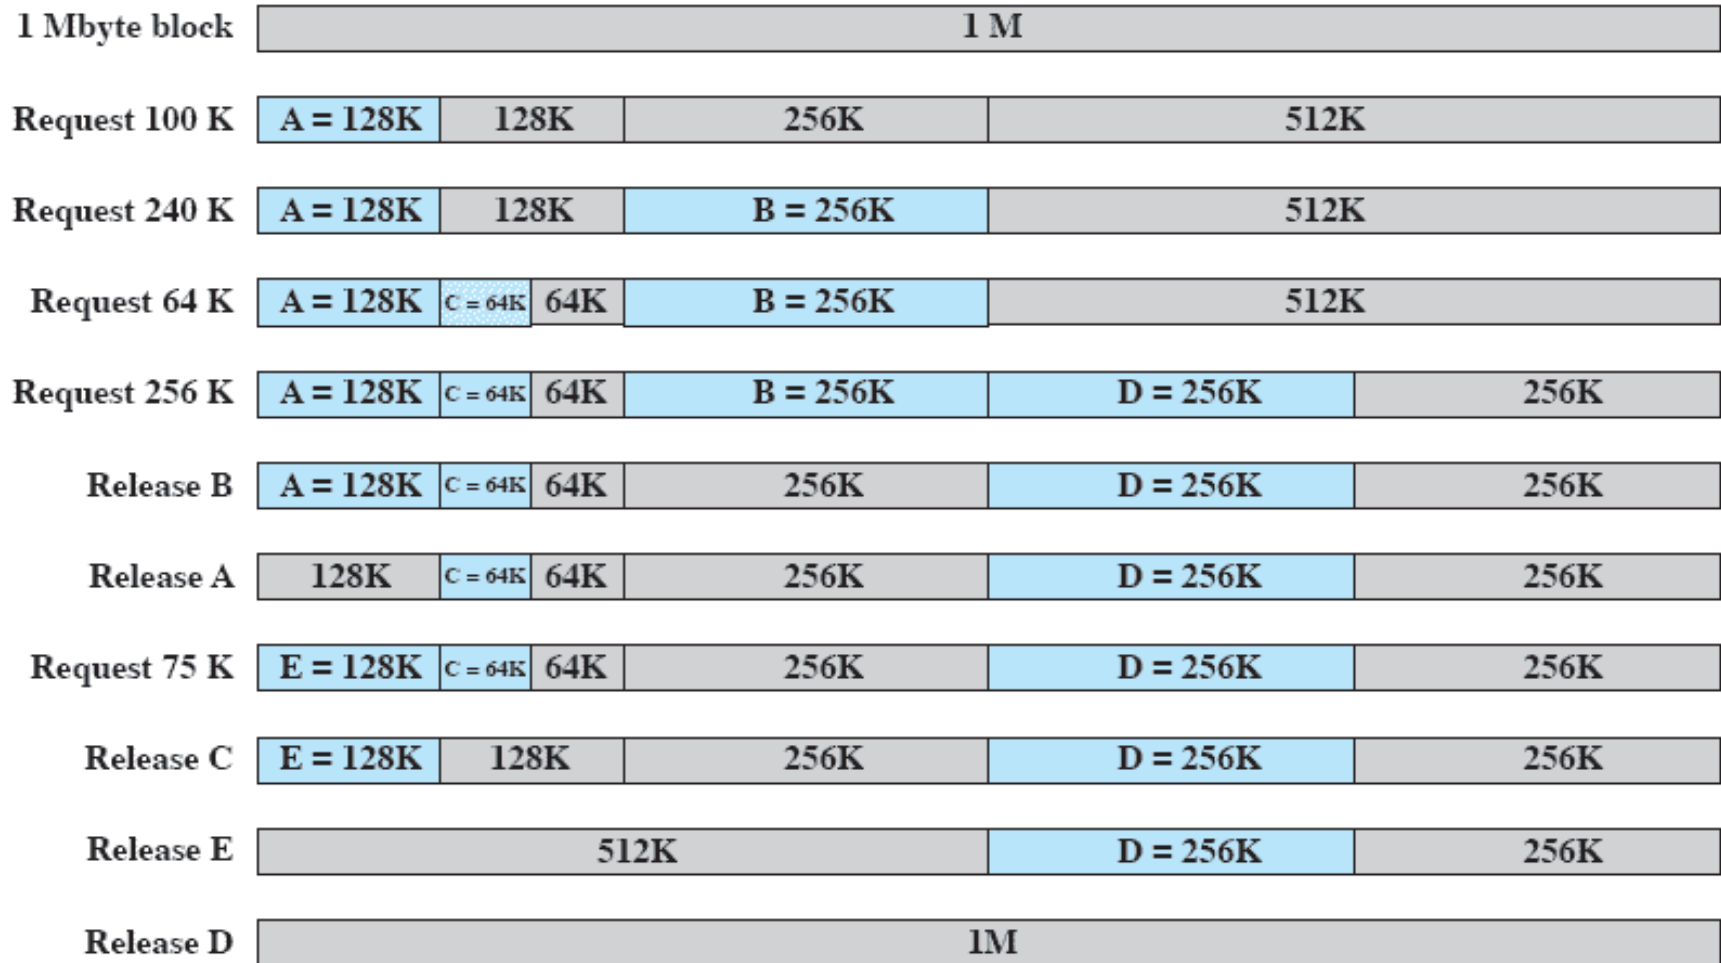 1 Mbyte block 1 M
Request 100 K A = 128K 128K 256K 512K
Request 240 K A = 128K 128K B = 256K 512K
Request 64 K A = 128K C = 64K 64K B = 256K 512K
Request 256 K A = 128K C = 64K 64K B = 256K D = 256K 256K
Release B A = 128K C = 64K 64K 256K D = 256K 256K
Release A 128K C = 64K 64K 256K D = 256K 256K
Request 75 K E = 128K C = 64K 64K 256K D = 256K 256K
Release C E = 128K 128K 256K D = 256K 256K
Release E 512K D = 256K 256K
Release D 1M